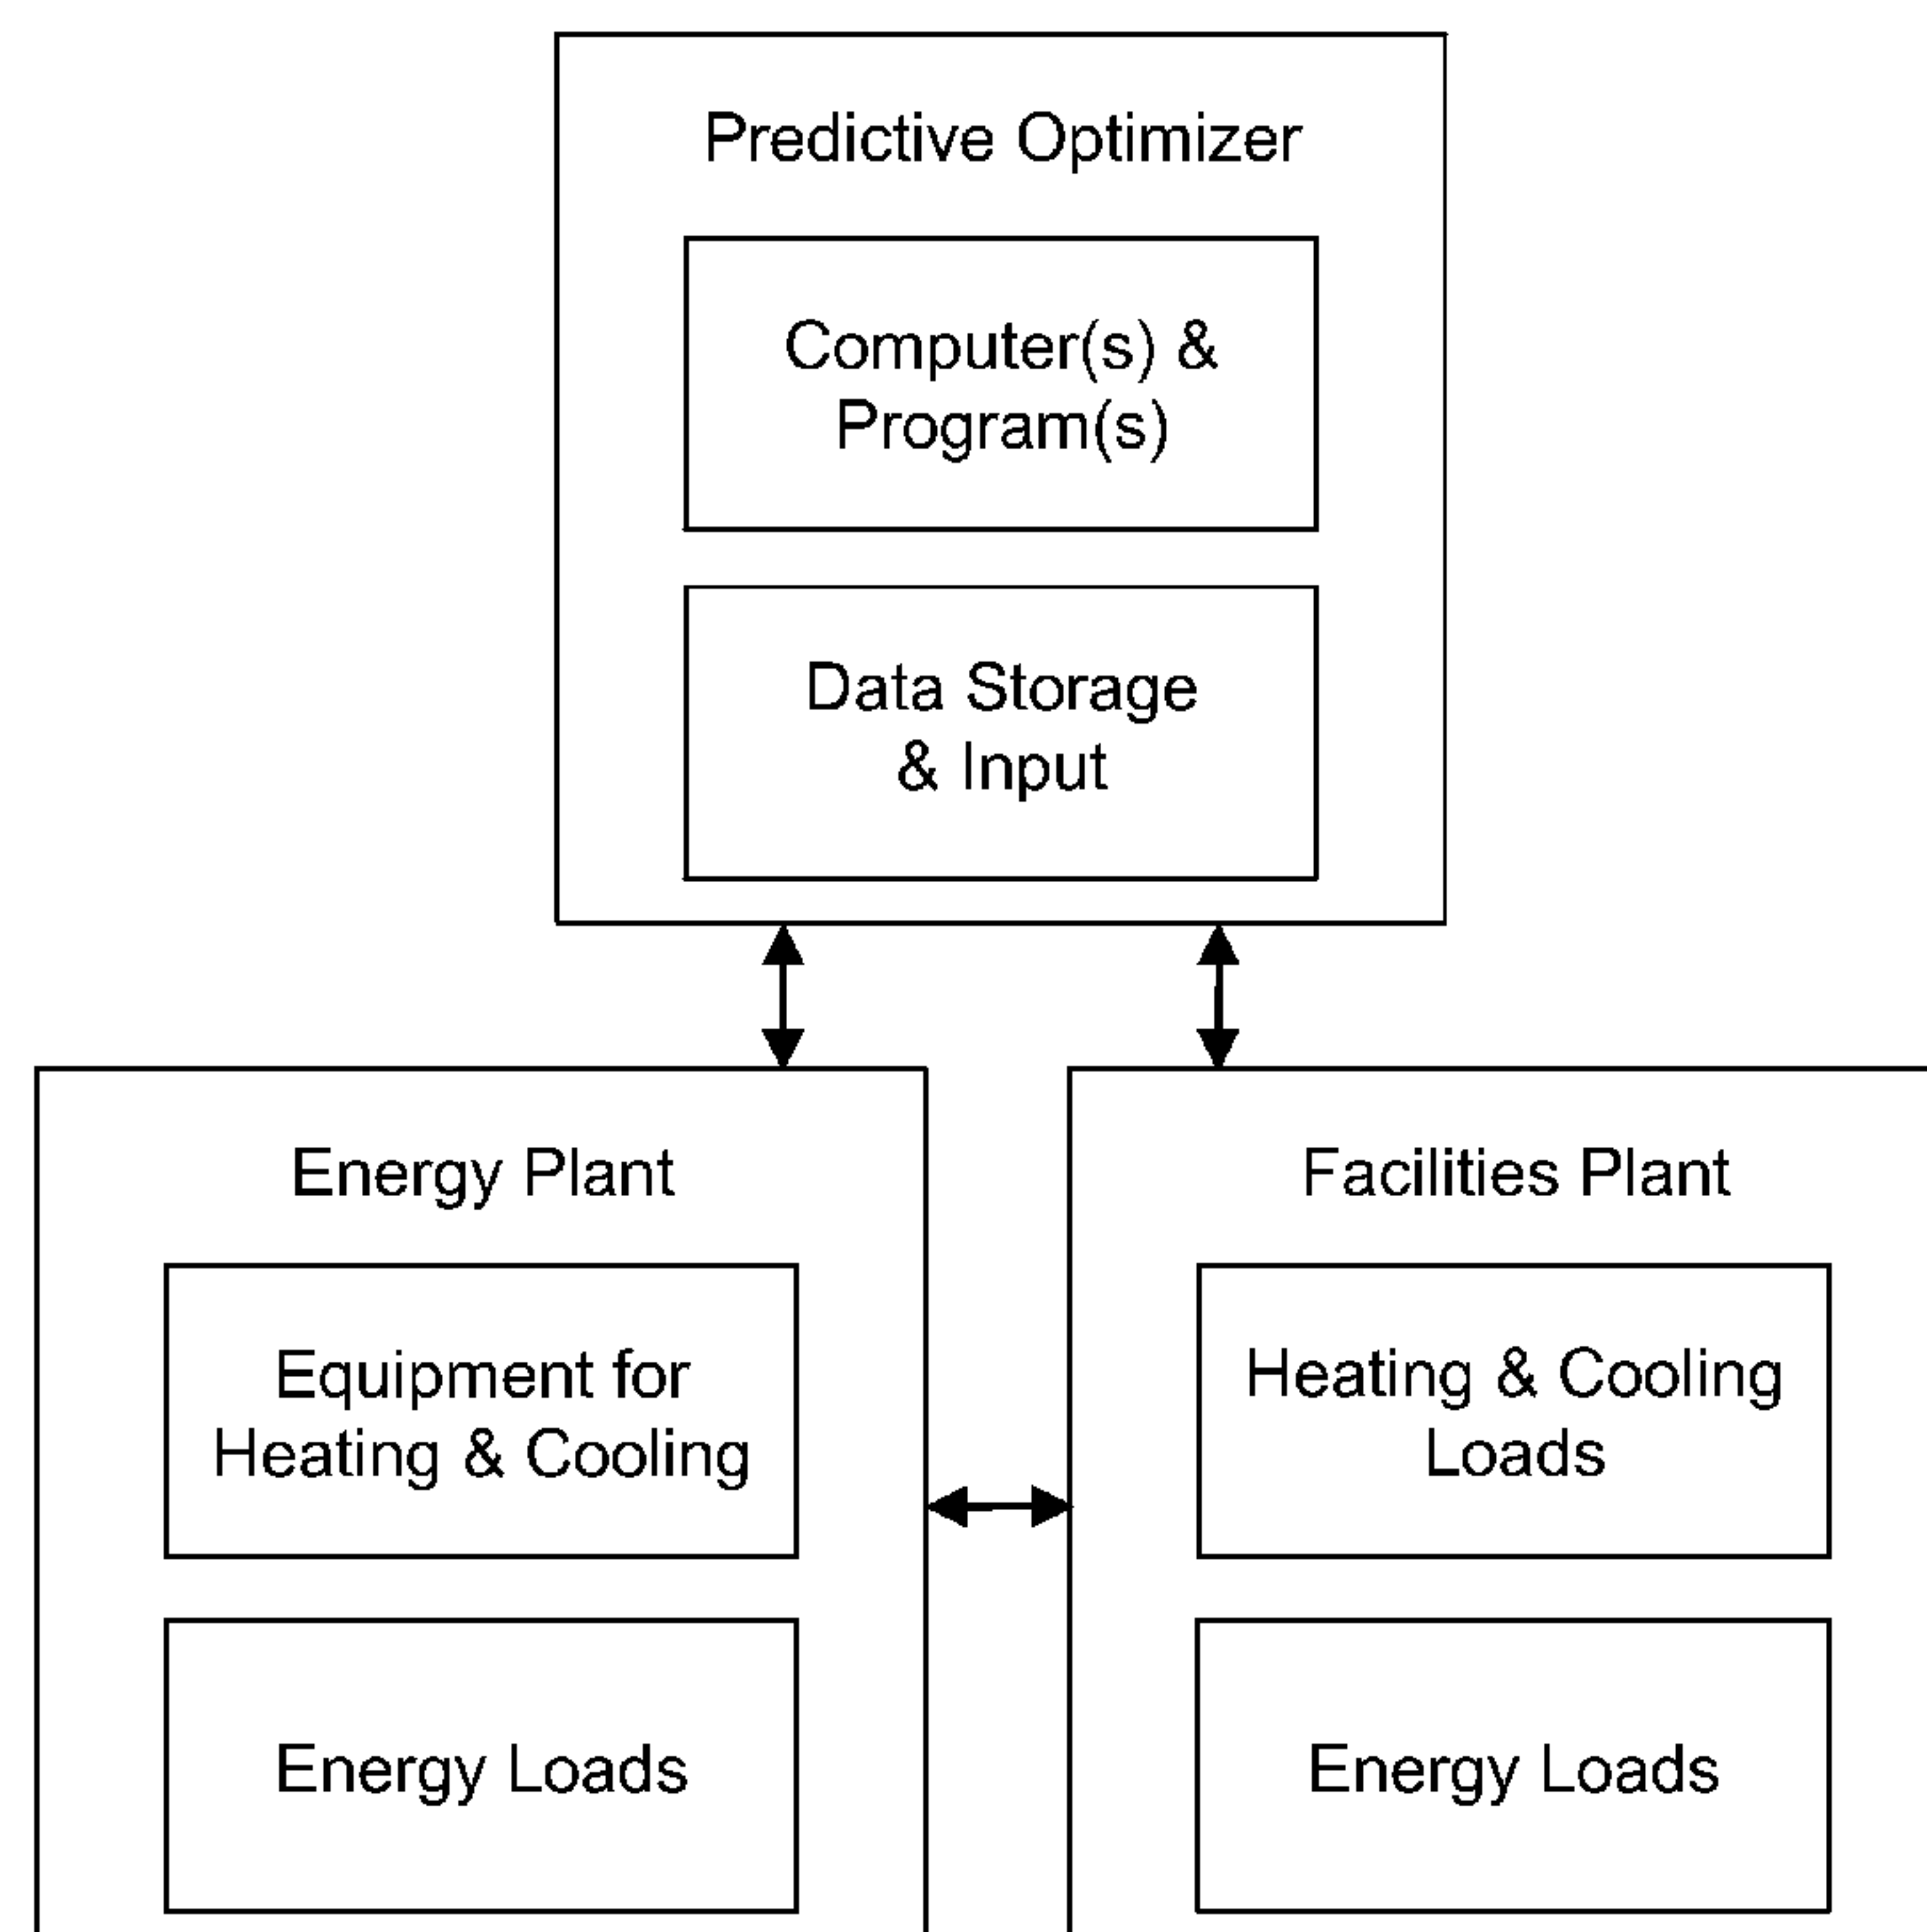 Predictive Optimizer
Computer(s) &
Program(s)
Data Storage
& Input
Energy Plant
Equipment for
Heating & Cooling
Energy Loads
Facilities Plant
Heating & Cooling
Loads
Energy Loads